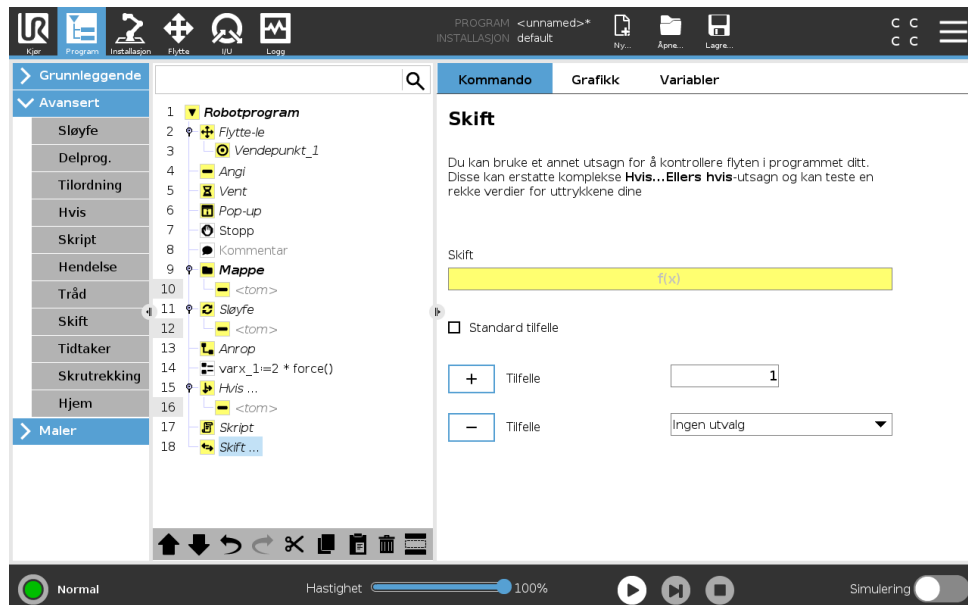 UR
PROGRAM <unnamed>*
INSTALLASJON default
Kjør
Program
Installasjon
Flytte
I/U
Logg
Ny...
Åpne...
Lagre...
C C
C C
Grunnleggende
Avansert
Sløyfe
Delprog.
Tilordning
Hvis
Skript
Hendelse
Tråd
Skift
Tidtaker
Skrutrekking
Hjem
Maler
1 Robotprogram
2 Flytte-le
3 Vendepunkt_1
4 Angi
5 Vent
6 Pop-up
7 Stopp
8 Kommentar
9 Mappe
10 <tom>
11 Sløyfe
12 <tom>
13 Anrop
14 varx_1:=2 * force()
15 Hvis ...
16 <tom>
17 Skript
18 Skift ...
Kommando Grafikk Variabler
Skift
Du kan bruke et annet utsagn for å kontrollere flyten i programmet ditt.
Disse kan erstatte komplekse Hvis...Ellers hvis-utsagn og kan teste en
rekke verdier for uttrykkene dine
Skift
f(x)
Standard tilfelle
+ Tilfelle 1
− Tilfelle Ingen utvalg
Normal
Hastighet 100%
Simulering